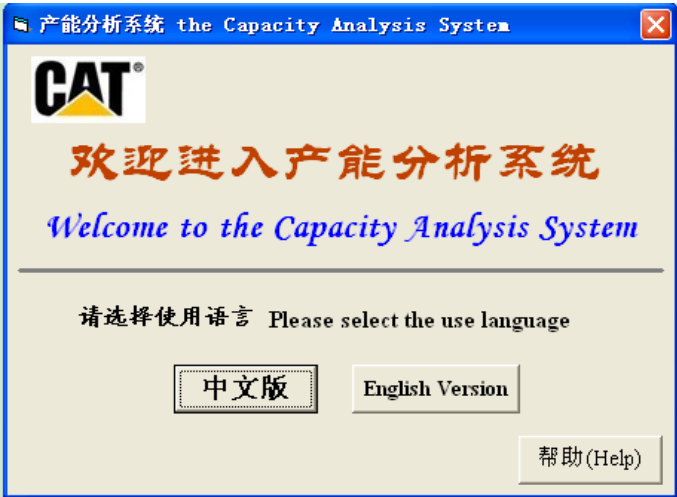 产能分析系统 the Capacity Analysis System
CAT®
欢迎进入产能分析系统
Welcome to the Capacity Analysis System
请选择使用语言 Please select the use language
中文版 English Version
帮助(Help)